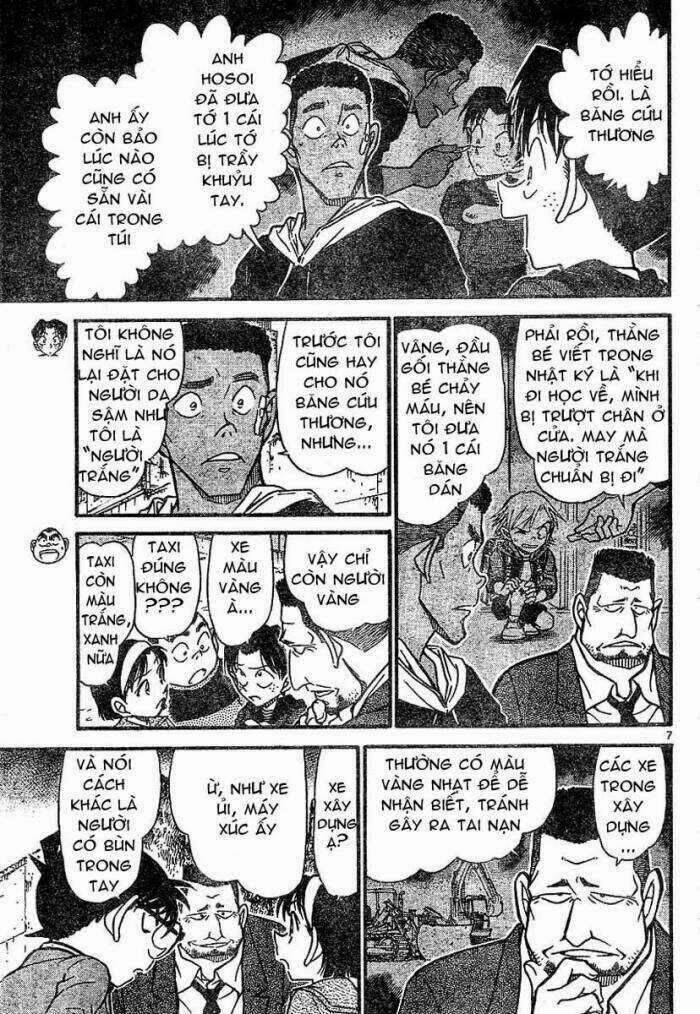 TỚ HIỂU
RỒI. LÀ
BĂNG CỨU
THƯƠNG
ANH
HOSOI
ĐÃ ĐƯA
TỚ 1 CÁI
LÚC TỚ
BỊ TRẦY
KHUỶU
TAY.
ANH ẤY
CÒN BẢO
LÚC NÀO
CŨNG CÓ
SẴN VÀI
CÁI TRONG
TÚI
PHẢI RỒI, THẰNG
BÉ VIẾT TRONG
NHẬT KÝ LÀ "KHI
ĐI HỌC VỀ, MÌNH
BỊ TRƯỢT CHÂN Ở
CỬA. MAY MÀ
NGƯỜI TRẮNG
CHUẨN BỊ ĐI"
VÂNG, ĐẦU
GỐI THẰNG
BÉ CHẢY
MÁU, NÊN
TÔI ĐƯA
NÓ 1 CÁI
BĂNG
DÁN
TRƯỚC TÔI
CŨNG HAY
CHO NÓ
BĂNG CỨU
THƯƠNG,
NHƯNG...
TÔI KHÔNG
NGHĨ LÀ NÓ
LẠI ĐẶT CHO
NGƯỜI DA
SẬM NHƯ
TÔI LÀ
"NGƯỜI
TRẮNG"
VẬY CHỈ
CÒN NGƯỜI
VÀNG
XE
MÀU
VÀNG
À...
TAXI
ĐÚNG
KHÔNG?
???
TAXI
CÒN
MÀU
TRẮNG,
XANH
NỮA
7
CÁC XE
TRONG
XÂY
DỰNG
...
THƯỜNG CÓ MÀU
VÀNG NHẠT ĐỂ DỄ
NHẬN BIẾT, TRÁNH
GÂY RA TAI NẠN
XE
XÂY
DỰNG
Ạ?
Ừ, NHƯ XE
ỦI, MÁY
XÚC ẤY
VÀ NÓI
CÁCH
KHÁC LÀ
NGƯỜI
CÓ BÙN
TRONG
TAY